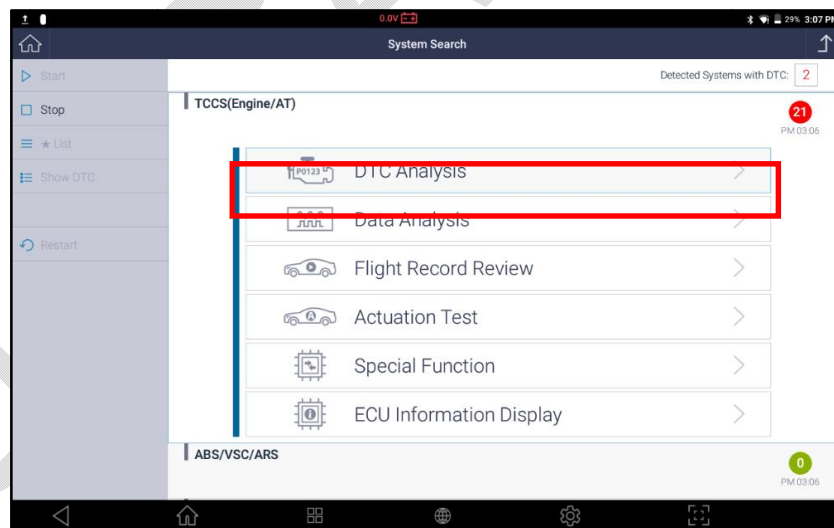 0.0V
29% 3:07 PM
System Search
Start
Detected Systems with DTC: 2
Stop
TCCS(Engine/AT)
21
PM 03:06
★ List
P0123
DTC Analysis
Show DTC
Data Analysis
Restart
Flight Record Review
Actuation Test
Special Function
ECU Information Display
ABS/VSC/ARS
0
PM 03:06